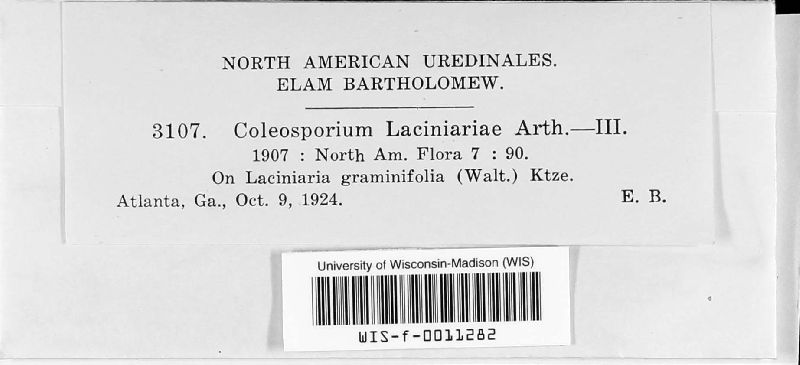 NORTH AMERICAN UREDINALES.
ELAM BARTHOLOMEW.
3107. Coleosporium Laciniariae Arth.—III.
1907 : North Am. Flora 7 : 90.
On Laciniaria graminifolia (Walt.) Ktze.
Atlanta, Ga., Oct. 9, 1924. E. B.
University of Wisconsin-Madison (WIS)
WIS-f-0011282